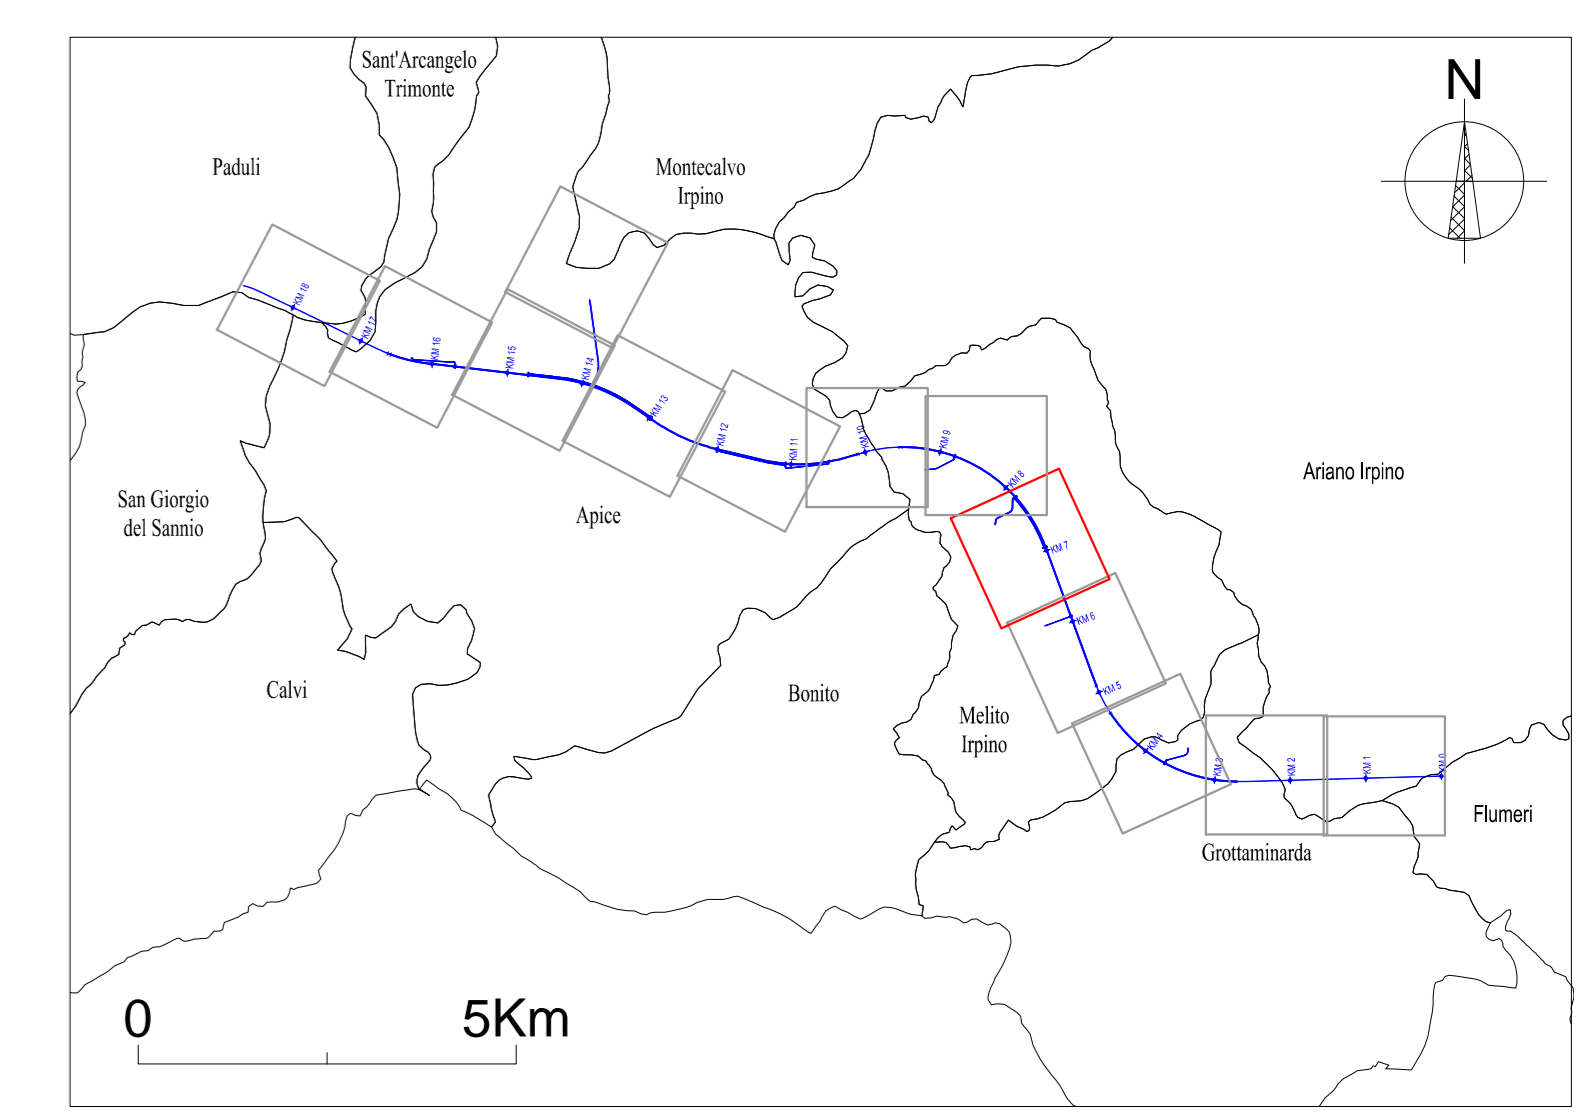 Sant'Arcangelo
Trimonte
N
Paduli
Montecalvo
Irpino
KM 18
KM 17
KM 16
KM 15
KM 14
KM 13
KM 12
KM 11
KM 10
KM 9
KM 8
Ariano Irpino
San Giorgio
del Sannio
Apice
KM 7
KM 6
Calvi
Bonito
KM 5
Melito
Irpino
KM 4
KM 3
KM 2
KM 1
KM 0
Flumeri
Grottaminarda
0
5Km